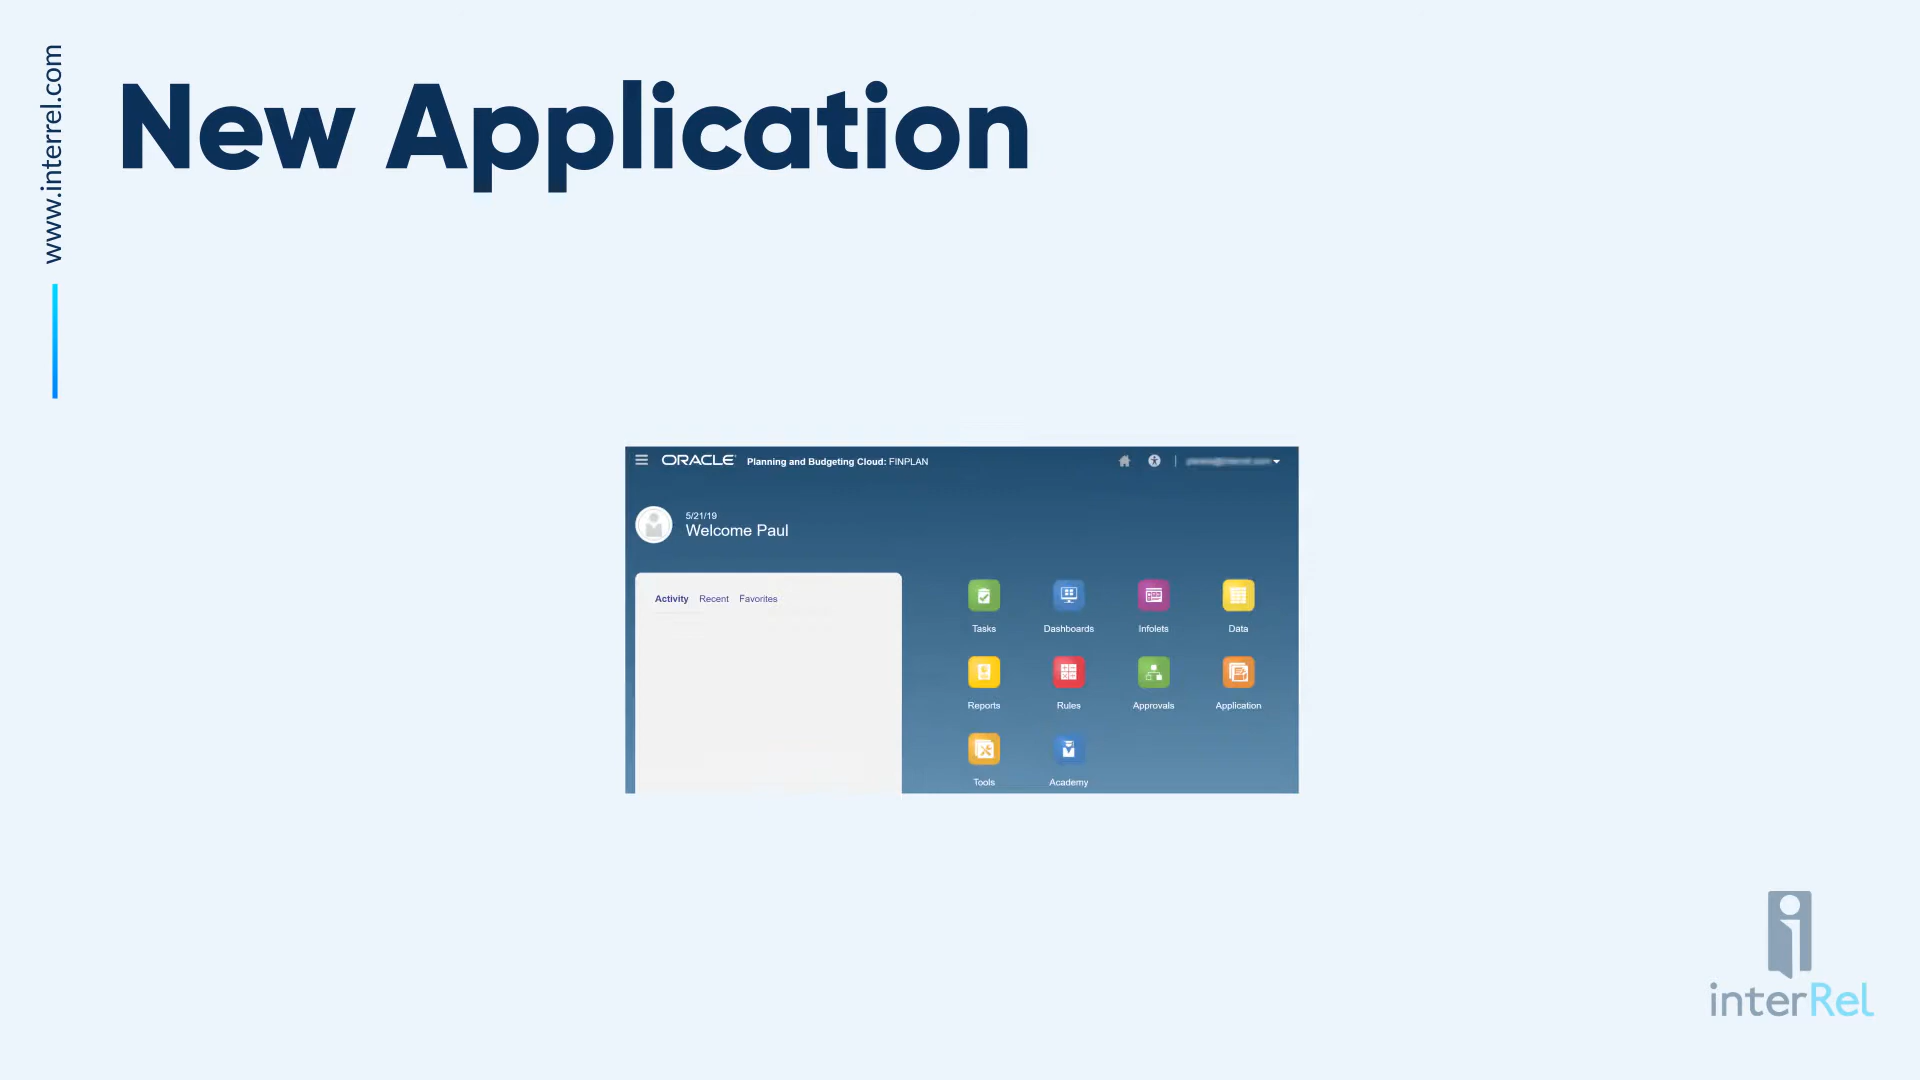 www.interrel.com
New Application
ORACLE Planning and Budgeting Cloud: FINPLAN
5/21/19
Welcome Paul
Activity Recent Favorites
Tasks Dashboards Infolets Data
Reports Rules Approvals Application
Tools Academy
interRel